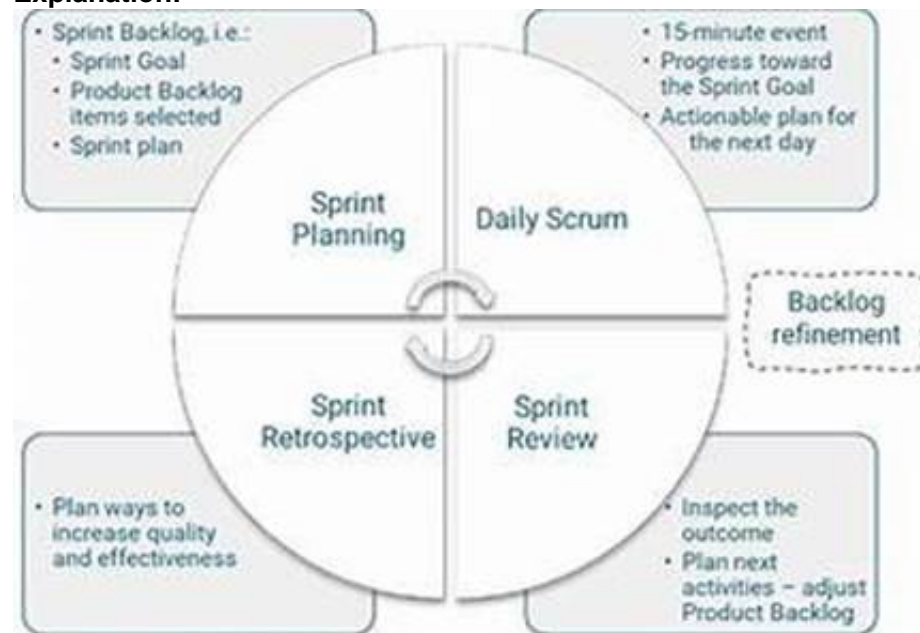 Explanation:
• Sprint Backlog, i.e.:
• Sprint Goal
• Product Backlog
items selected
• Sprint plan
• 15-minute event
• Progress toward
the Sprint Goal
• Actionable plan for
the next day
Sprint
Planning
Daily Scrum
Backlog
refinement
Sprint
Retrospective
Sprint
Review
• Plan ways to
increase quality
and effectiveness
• Inspect the
outcome
• Plan next
activities – adjust
Product Backlog